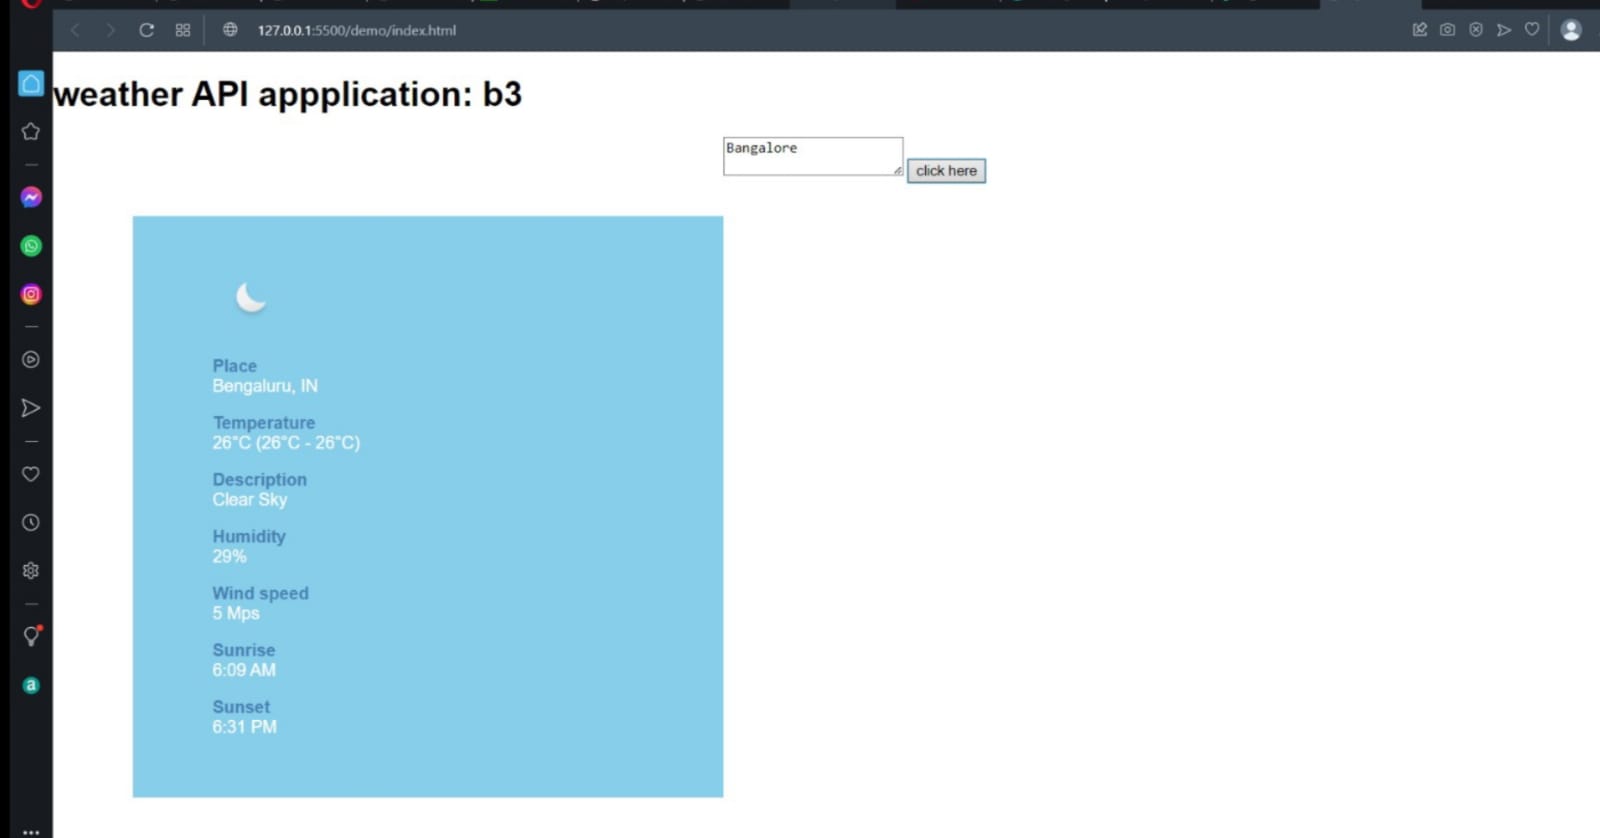 127.0.0.1:5500/demo/index.html
weather API appplication: b3
Bangalore
click here
Place
Bengaluru, IN
Temperature
26°C (26°C - 26°C)
Description
Clear Sky
Humidity
29%
Wind speed
5 Mps
Sunrise
6:09 AM
Sunset
6:31 PM
a